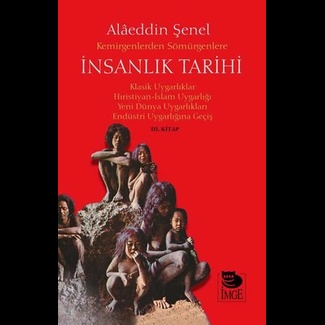 Alâeddin Şenel
Kemirgenlerden Sömürgenlere
İNSANLIK TARİHİ
Klasik Uygarlıklar
Hıristiyan-İslam Uygarlığı
Yeni Dünya Uygarlıkları
Endüstri Uygarlığına Geçiş
III. KİTAP
İMGE